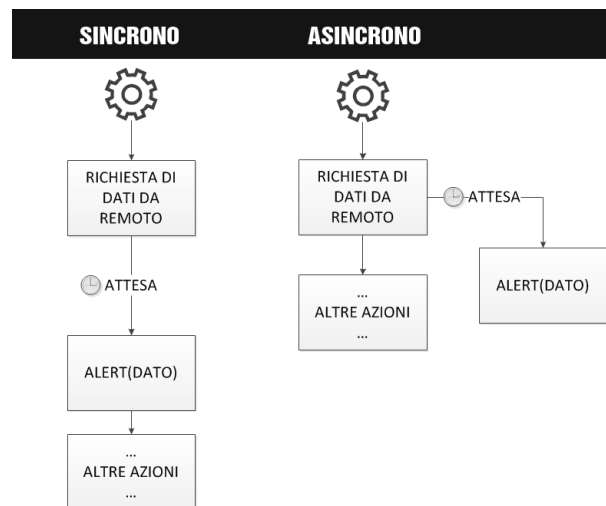 SINCRONO
ASINCRONO
RICHIESTA DI
DATI DA
REMOTO
ATTESA
ALERT(DATO)
...
ALTRE AZIONI
...
RICHIESTA DI
DATI DA
REMOTO
ATTESA
...
ALTRE AZIONI
...
ALERT(DATO)